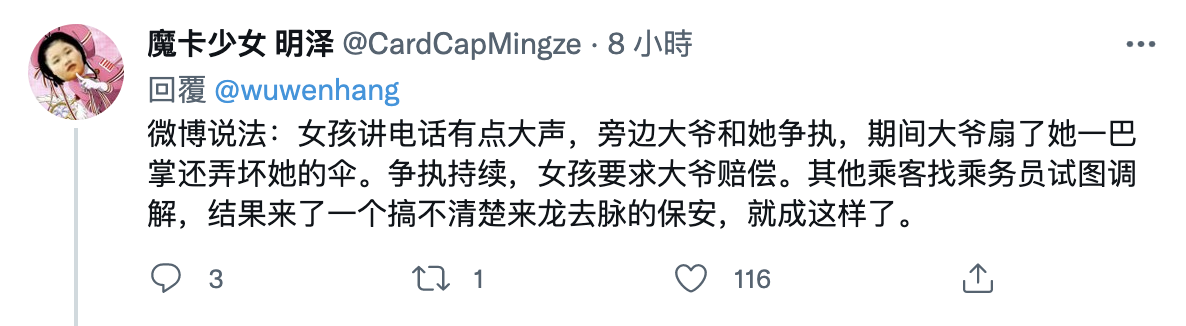 魔卡少女 明泽 @CardCapMingze · 8 小時
回覆 @wuwenhang
微博说法：女孩讲电话有点大声，旁边大爷和她争执，期间大爷扇了她一巴
掌还弄坏她的伞。争执持续，女孩要求大爷赔偿。其他乘客找乘务员试图调
解，结果来了一个搞不清楚来龙去脉的保安，就成这样了。
3 1 116